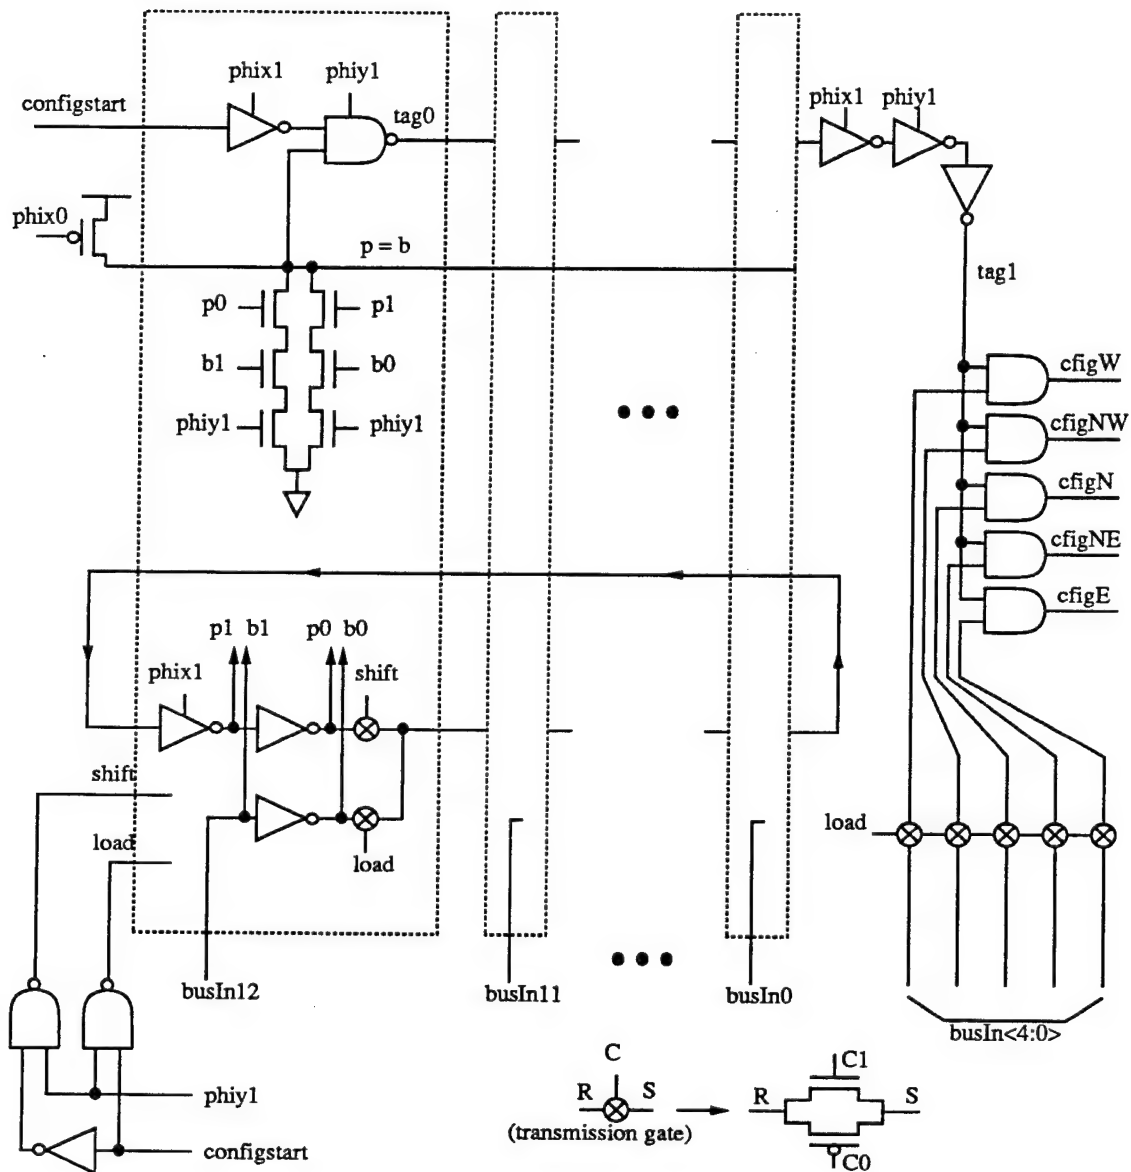 phix1
phiy1
configstart
tag0
phix1
phiy1
phix0
p = b
tag1
p0
p1
b1
b0
phiy1
phiy1
cfigW
cfigNW
cfigN
cfigNE
cfigE
p1 b1
p0 b0
phix1
shift
shift
load
load
load
busIn12
busIn11
busIn0
busIn<4:0>
phiy1
configstart
C
R
S
(transmission gate)
C1
R
S
C0